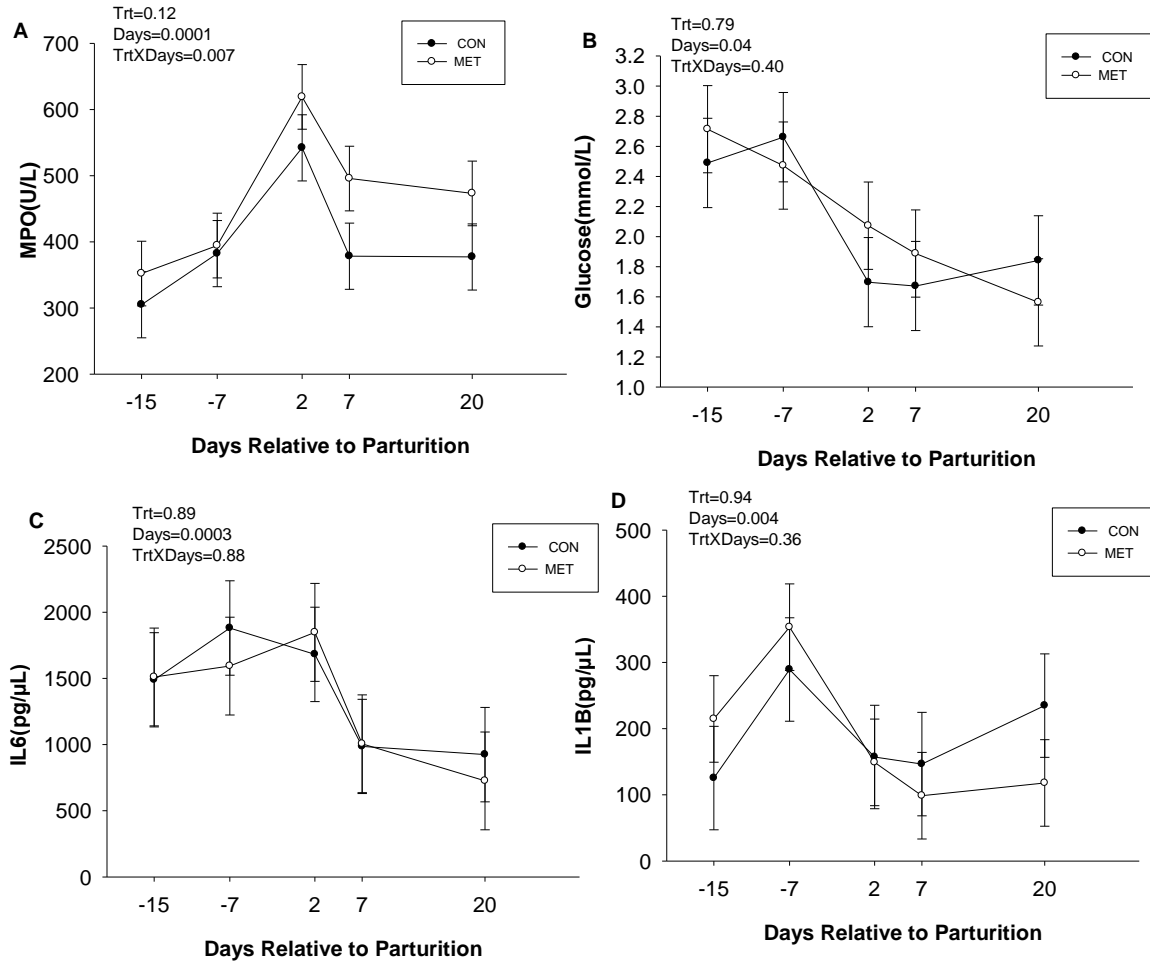 A
Trt=0.12
Days=0.0001
TrtXDays=0.007
CON
MET
700
600
500
400
300
200
MPO(U/L)
-15 -7 2 7 20
Days Relative to Parturition
B
Trt=0.79
Days=0.04
TrtXDays=0.40
CON
MET
3.2
3.0
2.8
2.6
2.4
2.2
2.0
1.8
1.6
1.4
1.2
1.0
Glucose(mmol/L)
-15 -7 2 7 20
Days Relative to Parturition
C
Trt=0.89
Days=0.0003
TrtXDays=0.88
CON
MET
2500
2000
1500
1000
500
0
IL6(pg/µL)
-15 -7 2 7 20
Days Relative to Parturition
D
Trt=0.94
Days=0.004
TrtXDays=0.36
CON
MET
500
400
300
200
100
0
IL1B(pg/µL)
-15 -7 2 7 20
Days Relative to Parturition